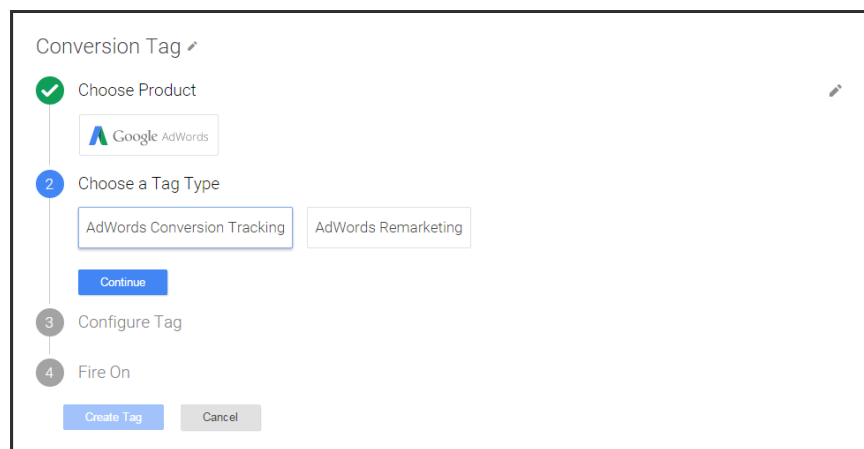 Conversion Tag
Choose Product
Google AdWords
2 Choose a Tag Type
AdWords Conversion Tracking AdWords Remarketing
Continue
3 Configure Tag
4 Fire On
Create Tag Cancel